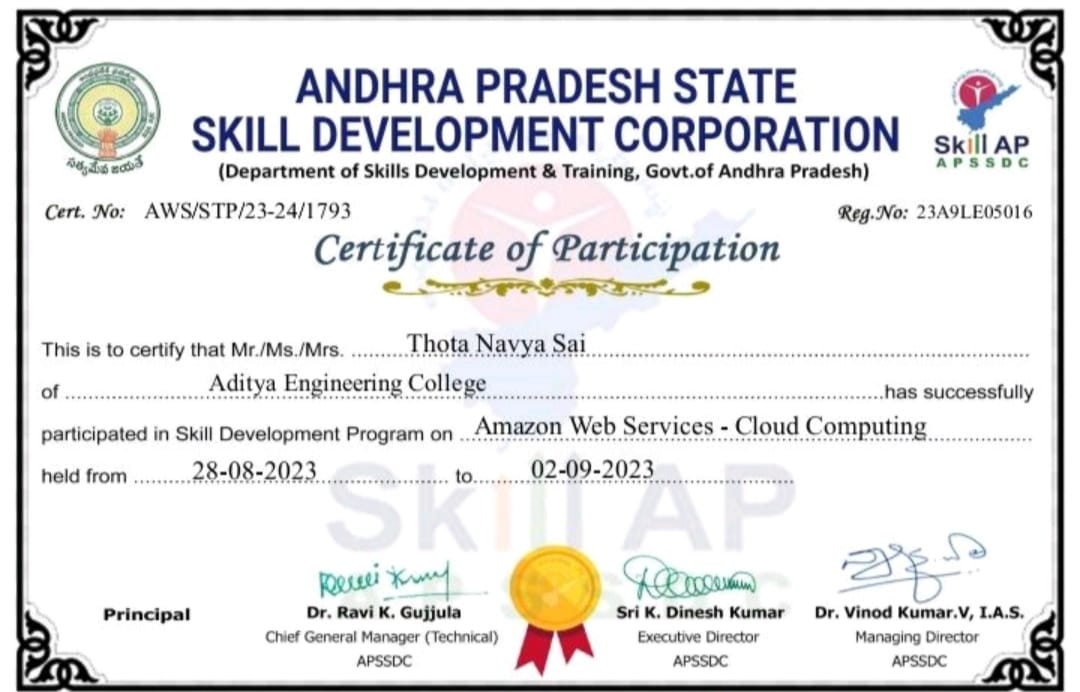 ANDHRA PRADESH STATE
SKILL DEVELOPMENT CORPORATION
(Department of Skills Development & Training, Govt.of Andhra Pradesh)
సత్యమేవ జయతే
Skill AP
APSSDC
Cert. No: AWS/STP/23-24/1793
Reg.No: 23A9LE05016
Certificate of Participation
This is to certify that Mr./Ms./Mrs. Thota Navya Sai
of Aditya Engineering College has successfully
participated in Skill Development Program on Amazon Web Services - Cloud Computing
held from 28-08-2023 to 02-09-2023
Skill AP
Principal
Dr. Ravi K. Gujjula
Chief General Manager (Technical)
APSSDC
Sri K. Dinesh Kumar
Executive Director
APSSDC
Dr. Vinod Kumar.V, I.A.S.
Managing Director
APSSDC